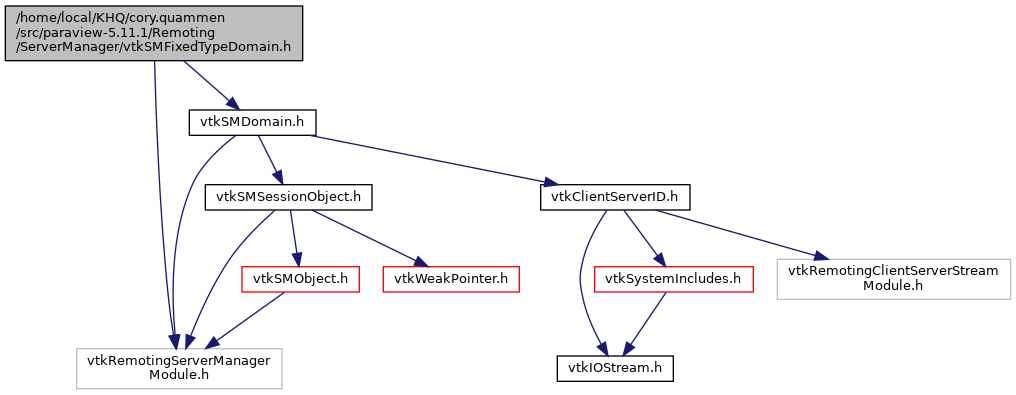 /home/local/KHQ/cory.quammen
/src/paraview-5.11.1/Remoting
/ServerManager/vtkSMFixedTypeDomain.h
vtkSMDomain.h
vtkSMSessionObject.h
vtkClientServerID.h
vtkSMObject.h
vtkWeakPointer.h
vtkSystemIncludes.h
vtkRemotingClientServerStream
Module.h
vtkRemotingServerManager
Module.h
vtkIOStream.h